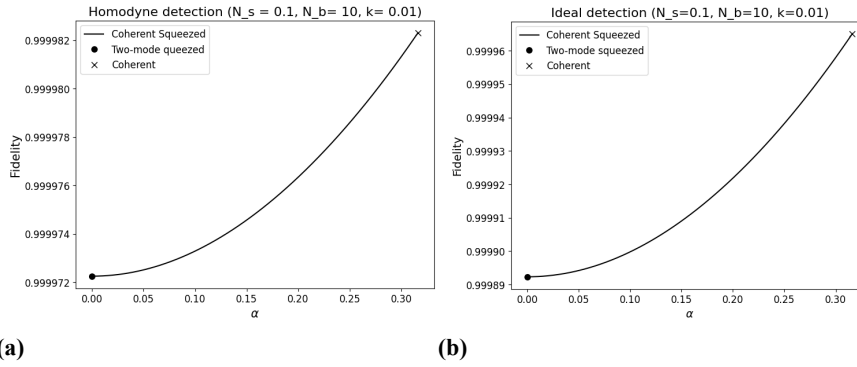 Homodyne detection (N_s = 0.1, N_b= 10, k= 0.01)
Coherent Squeezed
Two-mode queezed
Coherent
Fidelity
0.999982
0.999980
0.999978
0.999976
0.999974
0.999972
0.00 0.05 0.10 0.15 0.20 0.25 0.30
α
(a)
Ideal detection (N_s=0.1, N_b=10, k=0.01)
Coherent Squeezed
Two-mode squeezed
Coherent
Fidelity
0.99996
0.99995
0.99994
0.99993
0.99992
0.99991
0.99990
0.99989
0.00 0.05 0.10 0.15 0.20 0.25 0.30
α
(b)